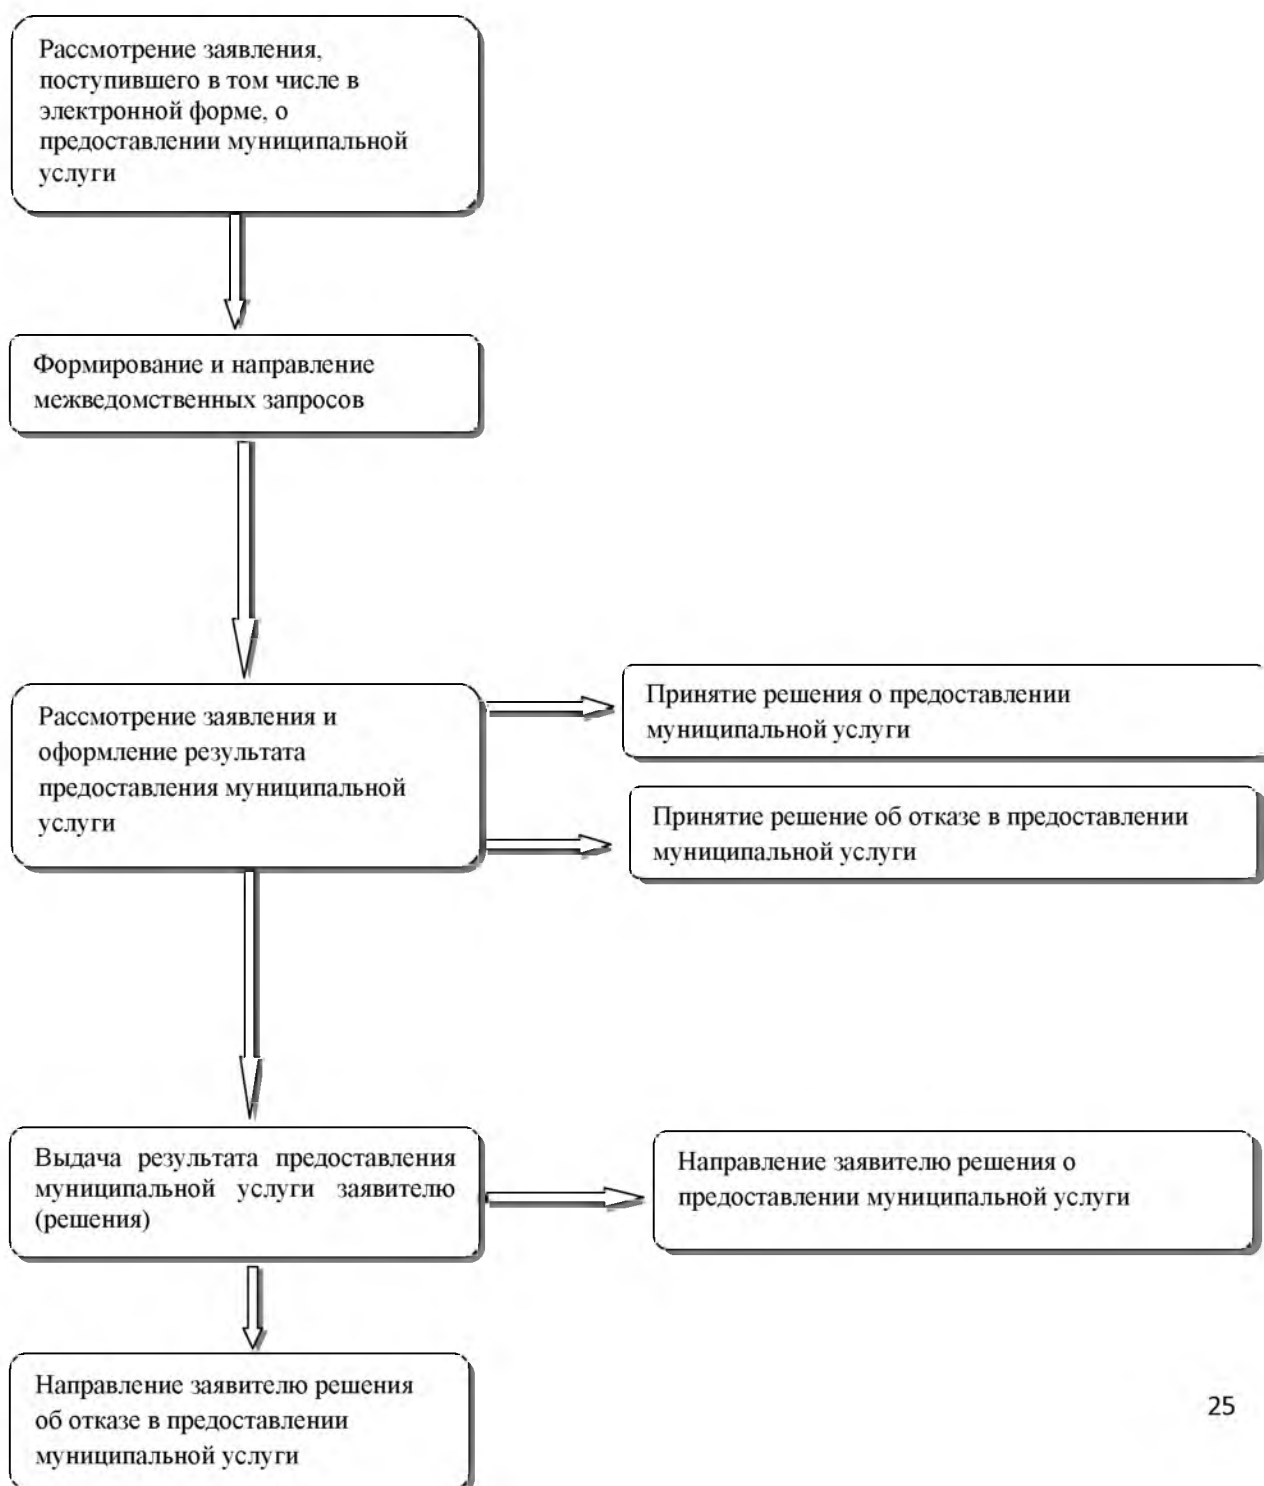 Рассмотрение заявления,
поступившего в том числе в
электронной форме, о
предоставлении муниципальной
услуги
Формирование и направление
межведомственных запросов
Рассмотрение заявления и
оформление результата
предоставления муниципальной
услуги
Принятие решения о предоставлении
муниципальной услуги
Принятие решение об отказе в предоставлении
муниципальной услуги
Выдача результата предоставления
муниципальной услуги заявителю
(решения)
Направление заявителю решения о
предоставлении муниципальной услуги
Направление заявителю решения
об отказе в предоставлении
муниципальной услуги
25